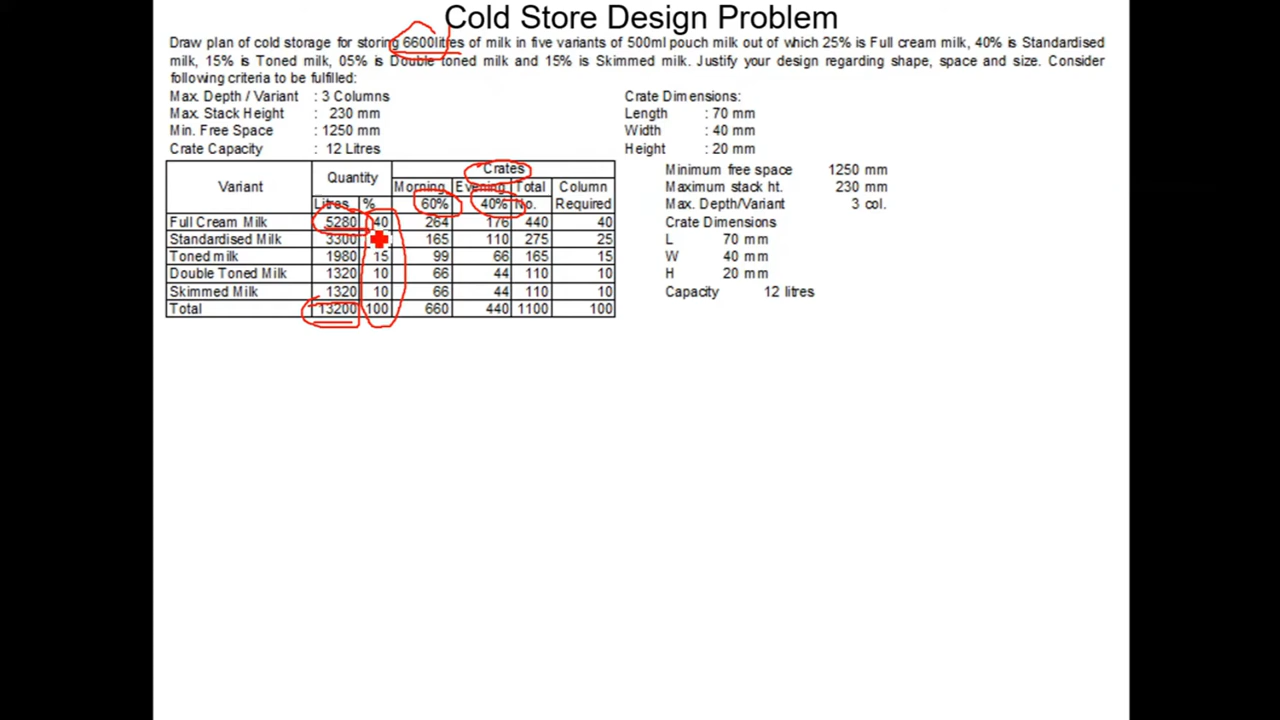 Cold Store Design Problem
Draw plan of cold storage for storing 6600litres of milk in five variants of 500ml pouch milk out of which 25% is Full cream milk, 40% is Standardised
milk, 15% is Toned milk, 05% is Double toned milk and 15% is Skimmed milk. Justify your design regarding shape, space and size. Consider
following criteria to be fulfilled:
Max. Depth / Variant : 3 Columns Crate Dimensions:
Max. Stack Height : 230 mm Length : 70 mm
Min. Free Space : 1250 mm Width : 40 mm
Crate Capacity : 12 Litres Height : 20 mm
Variant Quantity Crates
Morning Evening Total Column
Litres % 60% 40% No. Required
Full Cream Milk 5280 40 264 176 440 40
Standardised Milk 3300 165 110 275 25
Toned milk 1980 15 99 66 165 15
Double Toned Milk 1320 10 66 44 110 10
Skimmed Milk 1320 10 66 44 110 10
Total 13200 100 660 440 1100 100
Minimum free space 1250 mm
Maximum stack ht. 230 mm
Max. Depth/Variant 3 col.
Crate Dimensions
L 70 mm
W 40 mm
H 20 mm
Capacity 12 litres